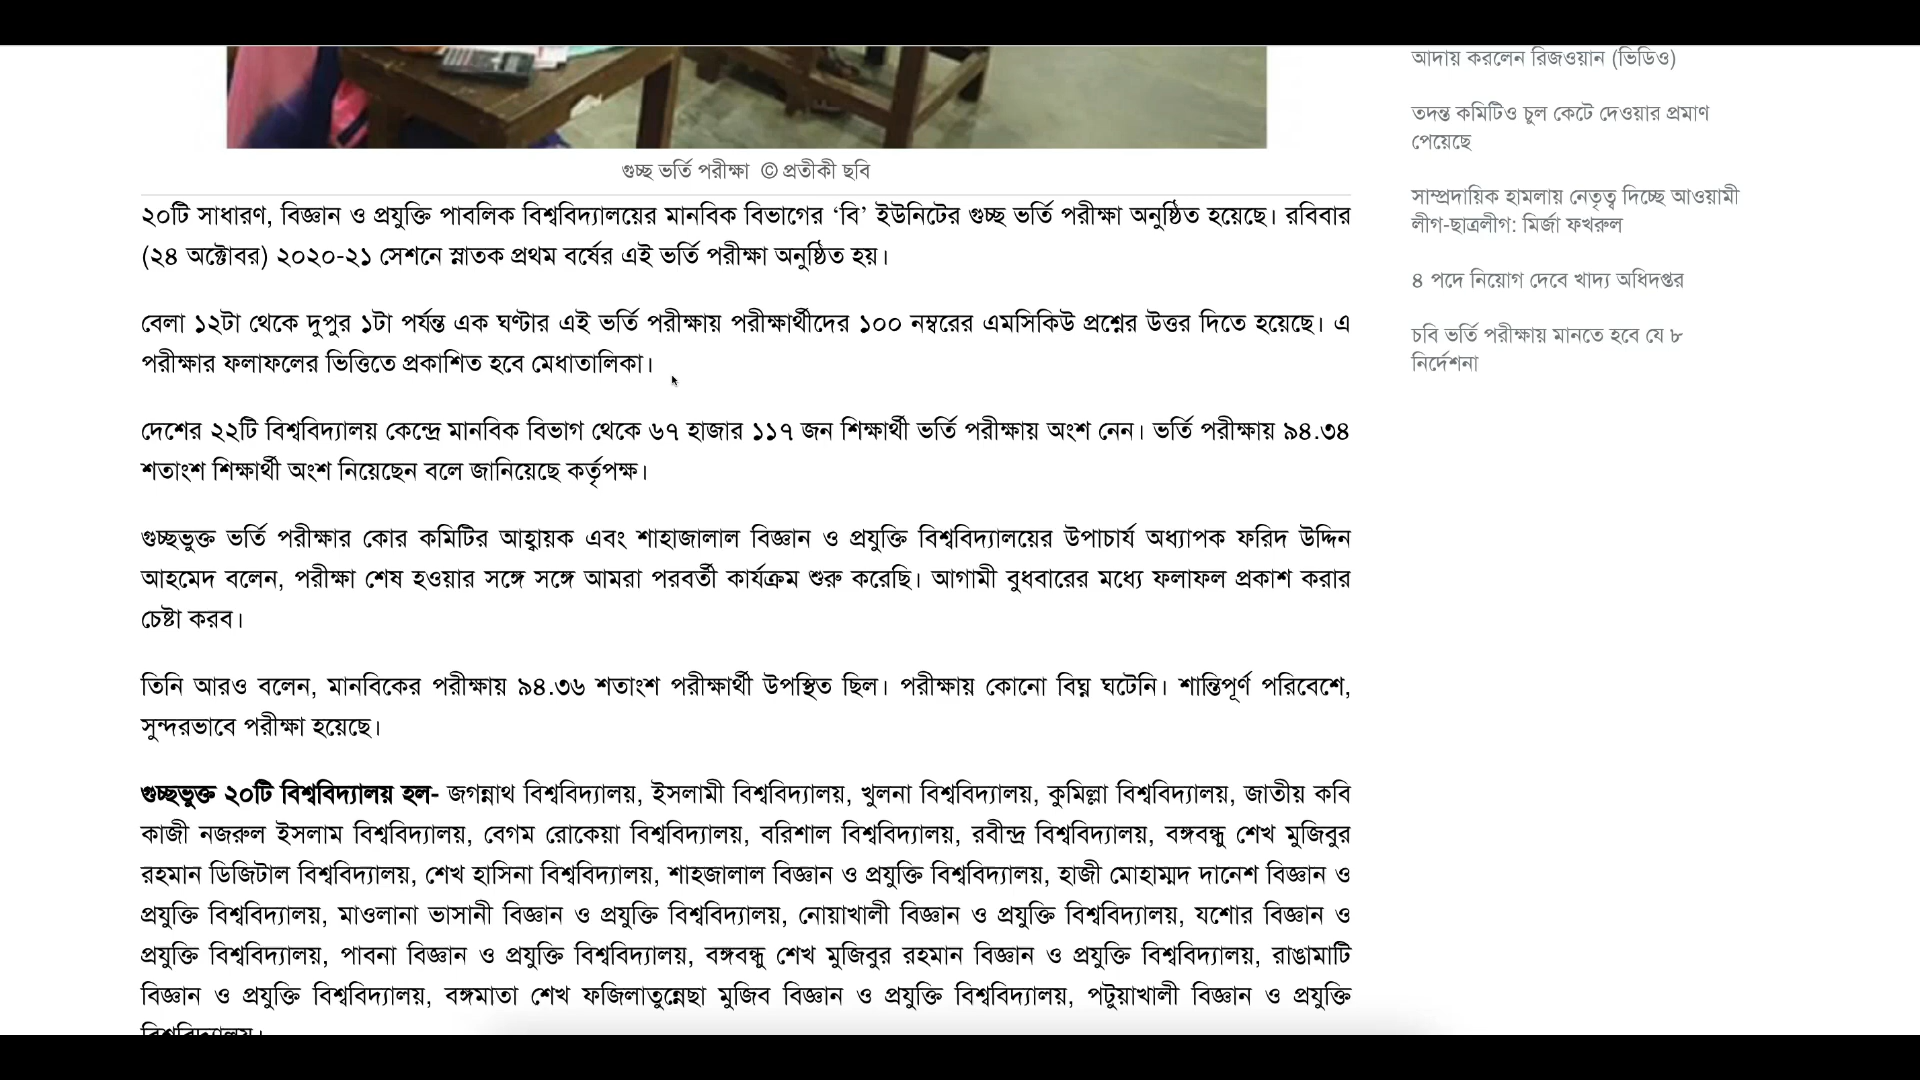 গুচ্ছ ভর্তি পরীক্ষা © প্রতীকী ছবি
২০টি সাধারণ, বিজ্ঞান ও প্রযুক্তি পাবলিক বিশ্ববিদ্যালয়ের মানবিক বিভাগের ‘বি’ ইউনিটের গুচ্ছ ভর্তি পরীক্ষা অনুষ্ঠিত হয়েছে। রবিবার
(২৪ অক্টোবর) ২০২০-২১ সেশনে স্নাতক প্রথম বর্ষের এই ভর্তি পরীক্ষা অনুষ্ঠিত হয়।
বেলা ১২টা থেকে দুপুর ১টা পর্যন্ত এক ঘণ্টার এই ভর্তি পরীক্ষায় পরীক্ষার্থীদের ১০০ নম্বরের এমসিকিউ প্রশ্নের উত্তর দিতে হয়েছে। এ
পরীক্ষার ফলাফলের ভিত্তিতে প্রকাশিত হবে মেধাতালিকা।
দেশের ২২টি বিশ্ববিদ্যালয় কেন্দ্রে মানবিক বিভাগ থেকে ৬৭ হাজার ১১৭ জন শিক্ষার্থী ভর্তি পরীক্ষায় অংশ নেন। ভর্তি পরীক্ষায় ৯৪.৩৪
শতাংশ শিক্ষার্থী অংশ নিয়েছেন বলে জানিয়েছে কর্তৃপক্ষ।
গুচ্ছভুক্ত ভর্তি পরীক্ষার কোর কমিটির আহ্বায়ক এবং শাহাজালাল বিজ্ঞান ও প্রযুক্তি বিশ্ববিদ্যালয়ের উপাচার্য অধ্যাপক ফরিদ উদ্দিন
আহমেদ বলেন, পরীক্ষা শেষ হওয়ার সঙ্গে সঙ্গে আমরা পরবর্তী কার্যক্রম শুরু করেছি। আগামী বুধবারের মধ্যে ফলাফল প্রকাশ করার
চেষ্টা করব।
তিনি আরও বলেন, মানবিকের পরীক্ষায় ৯৪.৩৬ শতাংশ পরীক্ষার্থী উপস্থিত ছিল। পরীক্ষায় কোনো বিঘ্ন ঘটেনি। শান্তিপূর্ণ পরিবেশে,
সুন্দরভাবে পরীক্ষা হয়েছে।
গুচ্ছভুক্ত ২০টি বিশ্ববিদ্যালয় হল- জগন্নাথ বিশ্ববিদ্যালয়, ইসলামী বিশ্ববিদ্যালয়, খুলনা বিশ্ববিদ্যালয়, কুমিল্লা বিশ্ববিদ্যালয়, জাতীয় কবি
কাজী নজরুল ইসলাম বিশ্ববিদ্যালয়, বেগম রোকেয়া বিশ্ববিদ্যালয়, বরিশাল বিশ্ববিদ্যালয়, রবীন্দ্র বিশ্ববিদ্যালয়, বঙ্গবন্ধু শেখ মুজিবুর
রহমান ডিজিটাল বিশ্ববিদ্যালয়, শেখ হাসিনা বিশ্ববিদ্যালয়, শাহজালাল বিজ্ঞান ও প্রযুক্তি বিশ্ববিদ্যালয়, হাজী মোহাম্মদ দানেশ বিজ্ঞান ও
প্রযুক্তি বিশ্ববিদ্যালয়, মাওলানা ভাসানী বিজ্ঞান ও প্রযুক্তি বিশ্ববিদ্যালয়, নোয়াখালী বিজ্ঞান ও প্রযুক্তি বিশ্ববিদ্যালয়, যশোর বিজ্ঞান ও
প্রযুক্তি বিশ্ববিদ্যালয়, পাবনা বিজ্ঞান ও প্রযুক্তি বিশ্ববিদ্যালয়, বঙ্গবন্ধু শেখ মুজিবুর রহমান বিজ্ঞান ও প্রযুক্তি বিশ্ববিদ্যালয়, রাঙামাটি
বিজ্ঞান ও প্রযুক্তি বিশ্ববিদ্যালয়, বঙ্গমাতা শেখ ফজিলাতুন্নেছা মুজিব বিজ্ঞান ও প্রযুক্তি বিশ্ববিদ্যালয়, পটুয়াখালী বিজ্ঞান ও প্রযুক্তি
বিশ্ববিদ্যালয়।
আদায় করলেন রিজওয়ান (ভিডিও)
তদন্ত কমিটিও চুল কেটে দেওয়ার প্রমাণ
পেয়েছে
সাম্প্রদায়িক হামলায় নেতৃত্ব দিচ্ছে আওয়ামী
লীগ-ছাত্রলীগ: মির্জা ফখরুল
৪ পদে নিয়োগ দেবে খাদ্য অধিদপ্তর
চবি ভর্তি পরীক্ষায় মানতে হবে যে ৮
নির্দেশনা